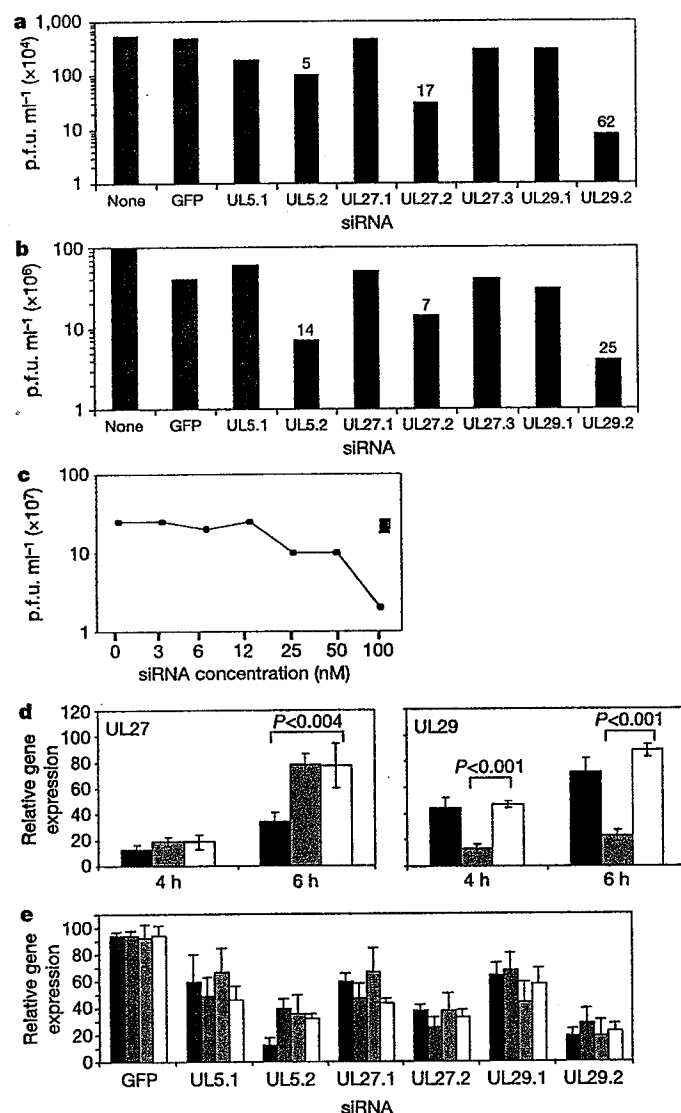 a
p.f.u. ml⁻¹ (×10⁴)
1,000
100
10
1
5
17
62
None GFP UL5.1 UL5.2 UL27.1 UL27.2 UL27.3 UL29.1 UL29.2
siRNA
b
p.f.u. ml⁻¹ (×10⁶)
100
10
1
14
7
25
None GFP UL5.1 UL5.2 UL27.1 UL27.2 UL27.3 UL29.1 UL29.2
siRNA
c
p.f.u. ml⁻¹ (×10⁷)
100
10
1
0 3 6 12 25 50 100
siRNA concentration (nM)
d
Relative gene
expression
120
100
80
60
40
20
0
UL27
P<0.004
4 h 6 h
UL29
P<0.001
P<0.001
4 h 6 h
e
Relative gene
expression
100
80
60
40
20
0
GFP UL5.1 UL5.2 UL27.1 UL27.2 UL29.1 UL29.2
siRNA